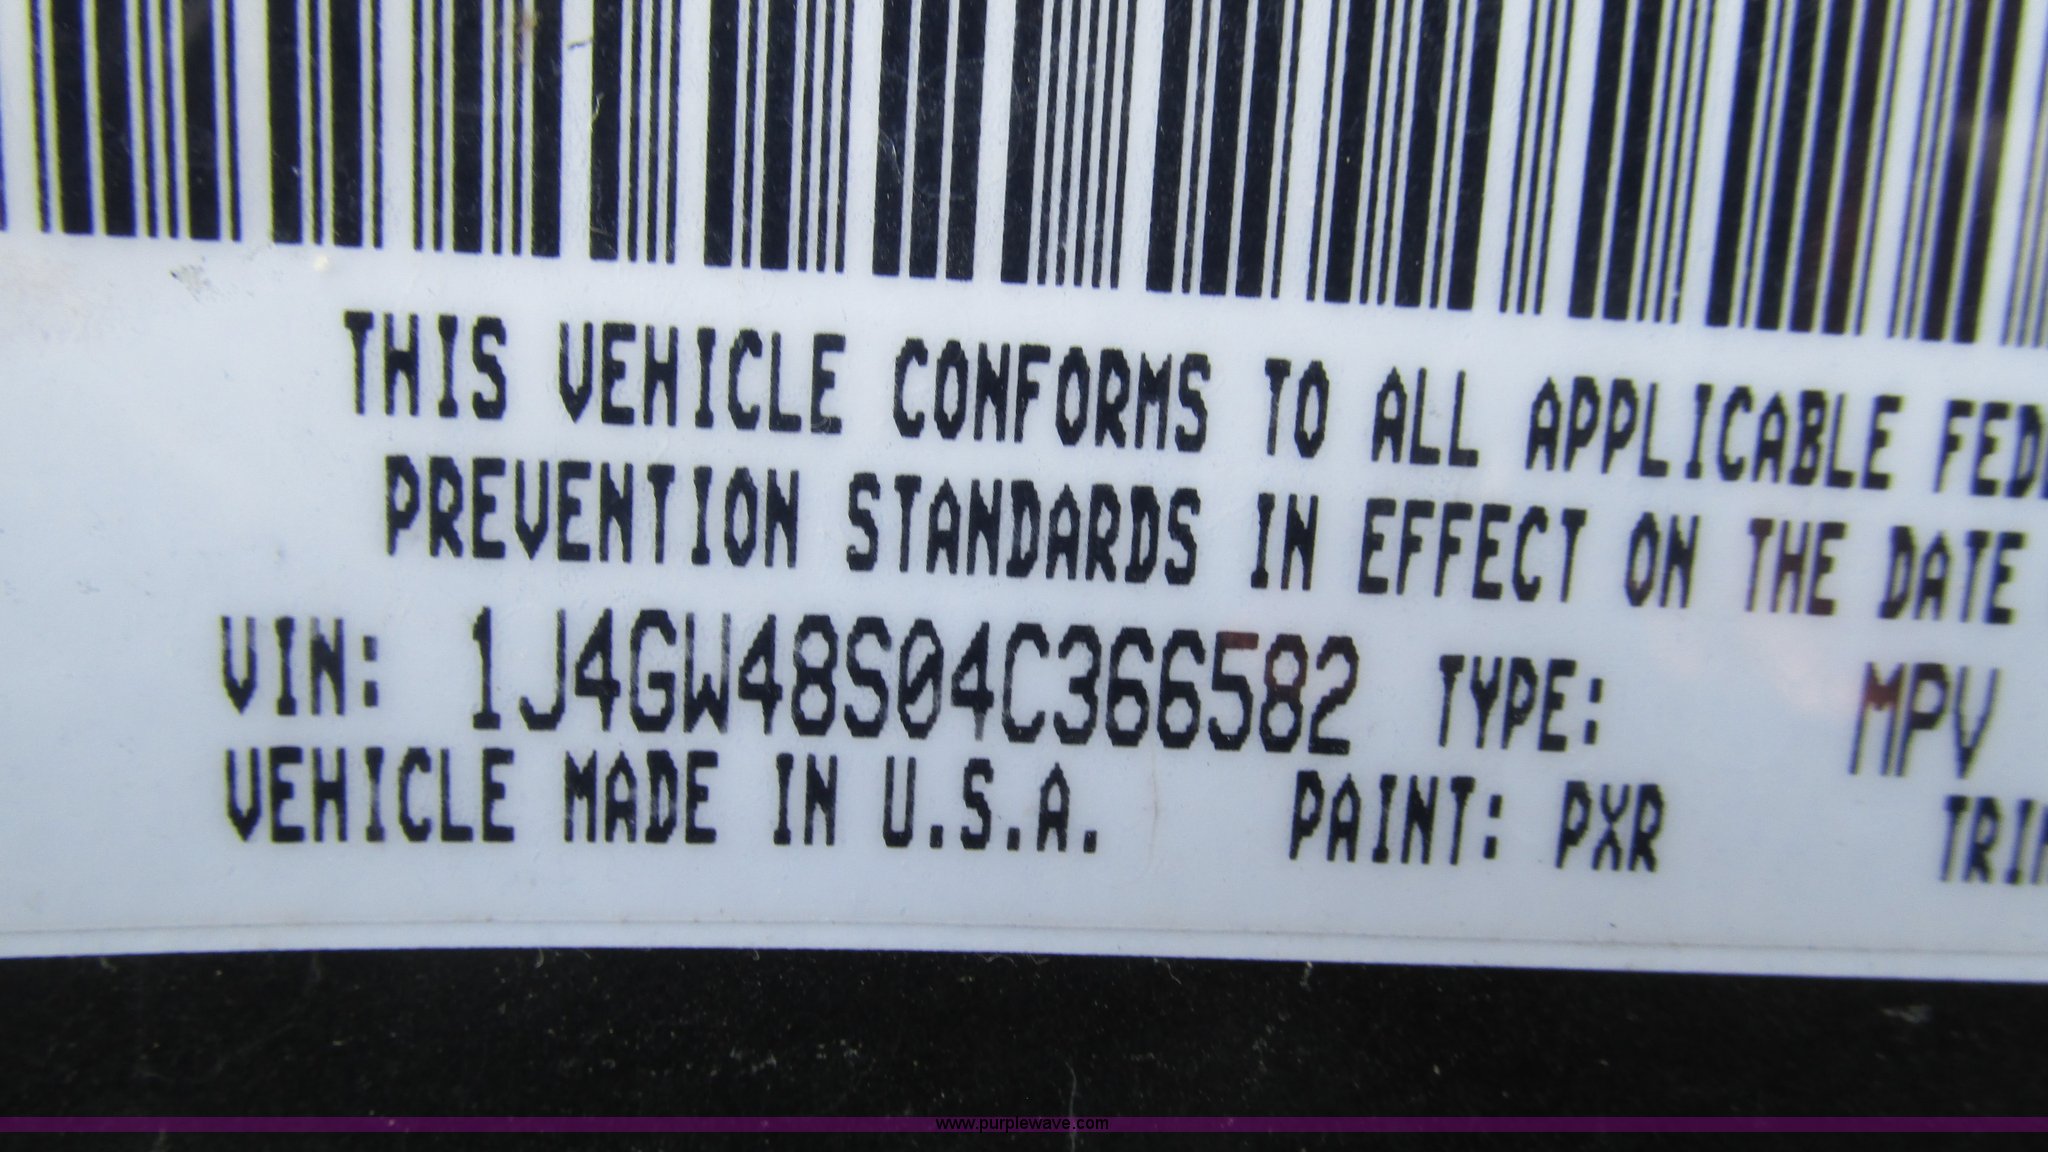 THIS VEHICLE CONFORMS TO ALL APPLICABLE
PREVENTION STANDARDS IN EFFECT ON THE DATE
VIN: 1J4GW48S04C366582 TYPE: MPV
VEHICLE MADE IN U.S.A. PAINT: PXR
www.purplewave.com